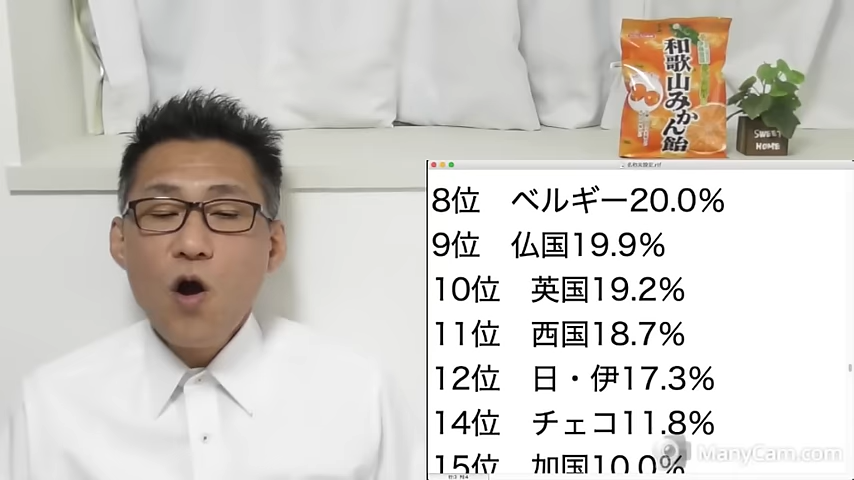 和歌山みかん飴
SWEET
HOME
8位 ベルギー20.0%
9位 仏国19.9%
10位 英国19.2%
11位 西国18.7%
12位 日・伊17.3%
14位 チェコ11.8%
15位 加国10.0%
ManyCam.com